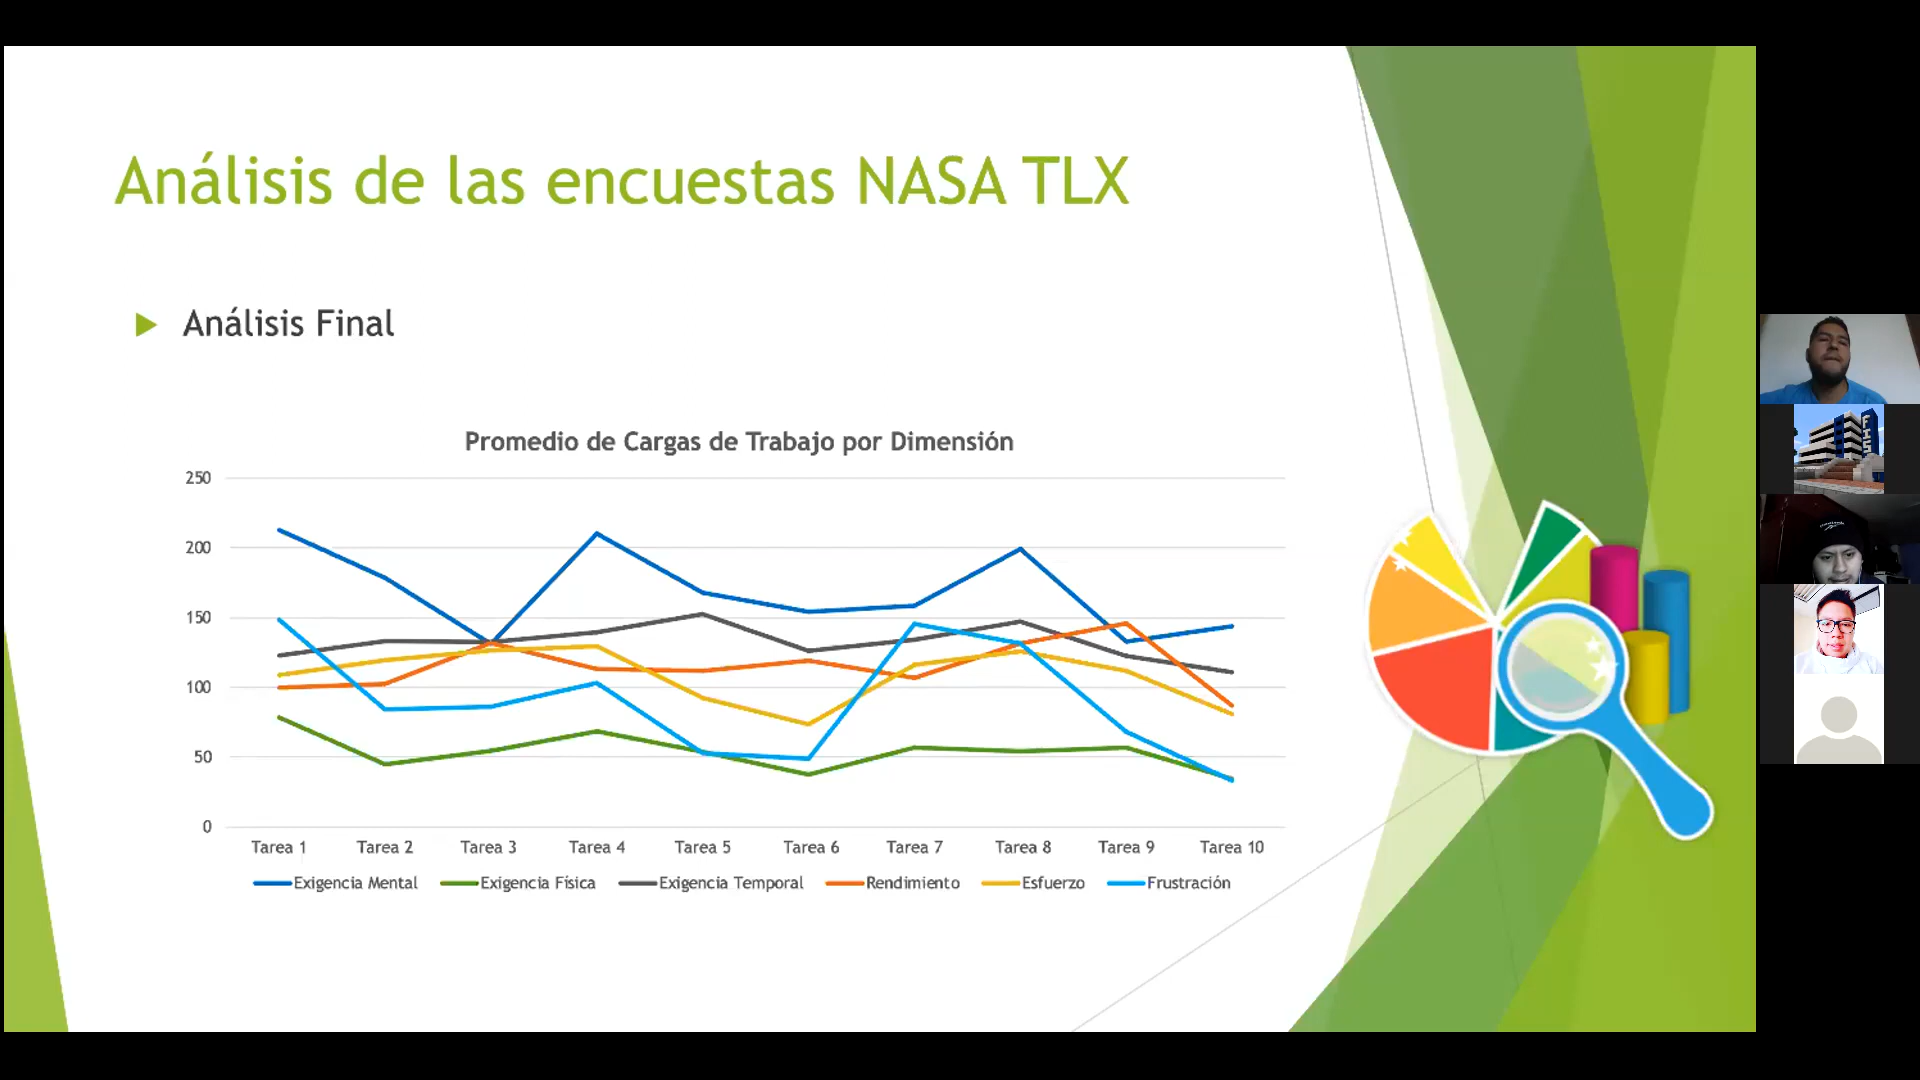 Análisis de las encuestas NASA TLX
Análisis Final
Promedio de Cargas de Trabajo por Dimensión
250
200
150
100
50
0
Tarea 1 Tarea 2 Tarea 3 Tarea 4 Tarea 5 Tarea 6 Tarea 7 Tarea 8 Tarea 9 Tarea 10
Exigencia Mental Exigencia Física Exigencia Temporal Rendimiento Esfuerzo Frustración